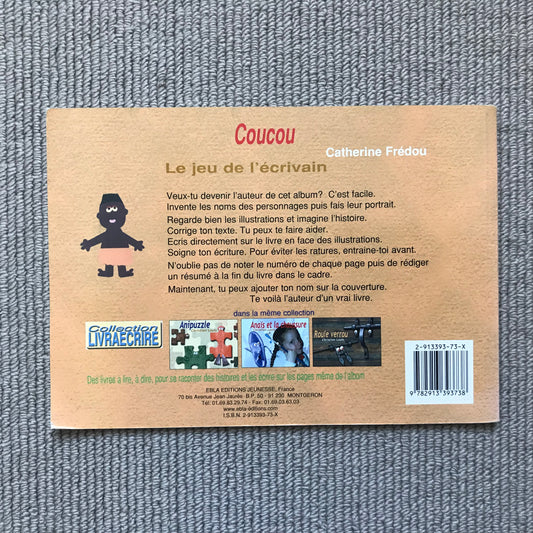 Coucou
Catherine Frédou
Le jeu de l'écrivain
Veux-tu devenir l'auteur de cet album? C'est facile.
Invente les noms des personnages puis fais leur portrait.
Regarde bien les illustrations et imagine l'histoire.
Corrige ton texte. Tu peux te faire aider.
Ecris directement sur le livre en face des illustrations.
Soigne ton écriture. Pour éviter les ratures, entraine-toi avant.
N'oublie pas de noter le numéro de chaque page puis de rédiger
un résumé à la fin du livre dans le cadre.
Maintenant, tu peux ajouter ton nom sur la couverture.
Te voilà l'auteur d'un vrai livre.
dans la même collection
Collection
LIVRAECRIRE
Anipuzzle
Anaïs et la chaussure
Roule verrou
2-913393-73-X
Des livres à lire, à dire, pour se raconter des histoires et les écrire sur les pages même de l'album.
EBLA EDITIONS JEUNESSE, France
70 bis Avenue Jean Jaurès B.P. 50 - 91 230 MONTGERON
Tél: 01.69.83.29.74 - Fax: 01.69.03.63.03
www.ebla-editions.com
I.S.B.N. 2-913393-73-X
9 782913 393738